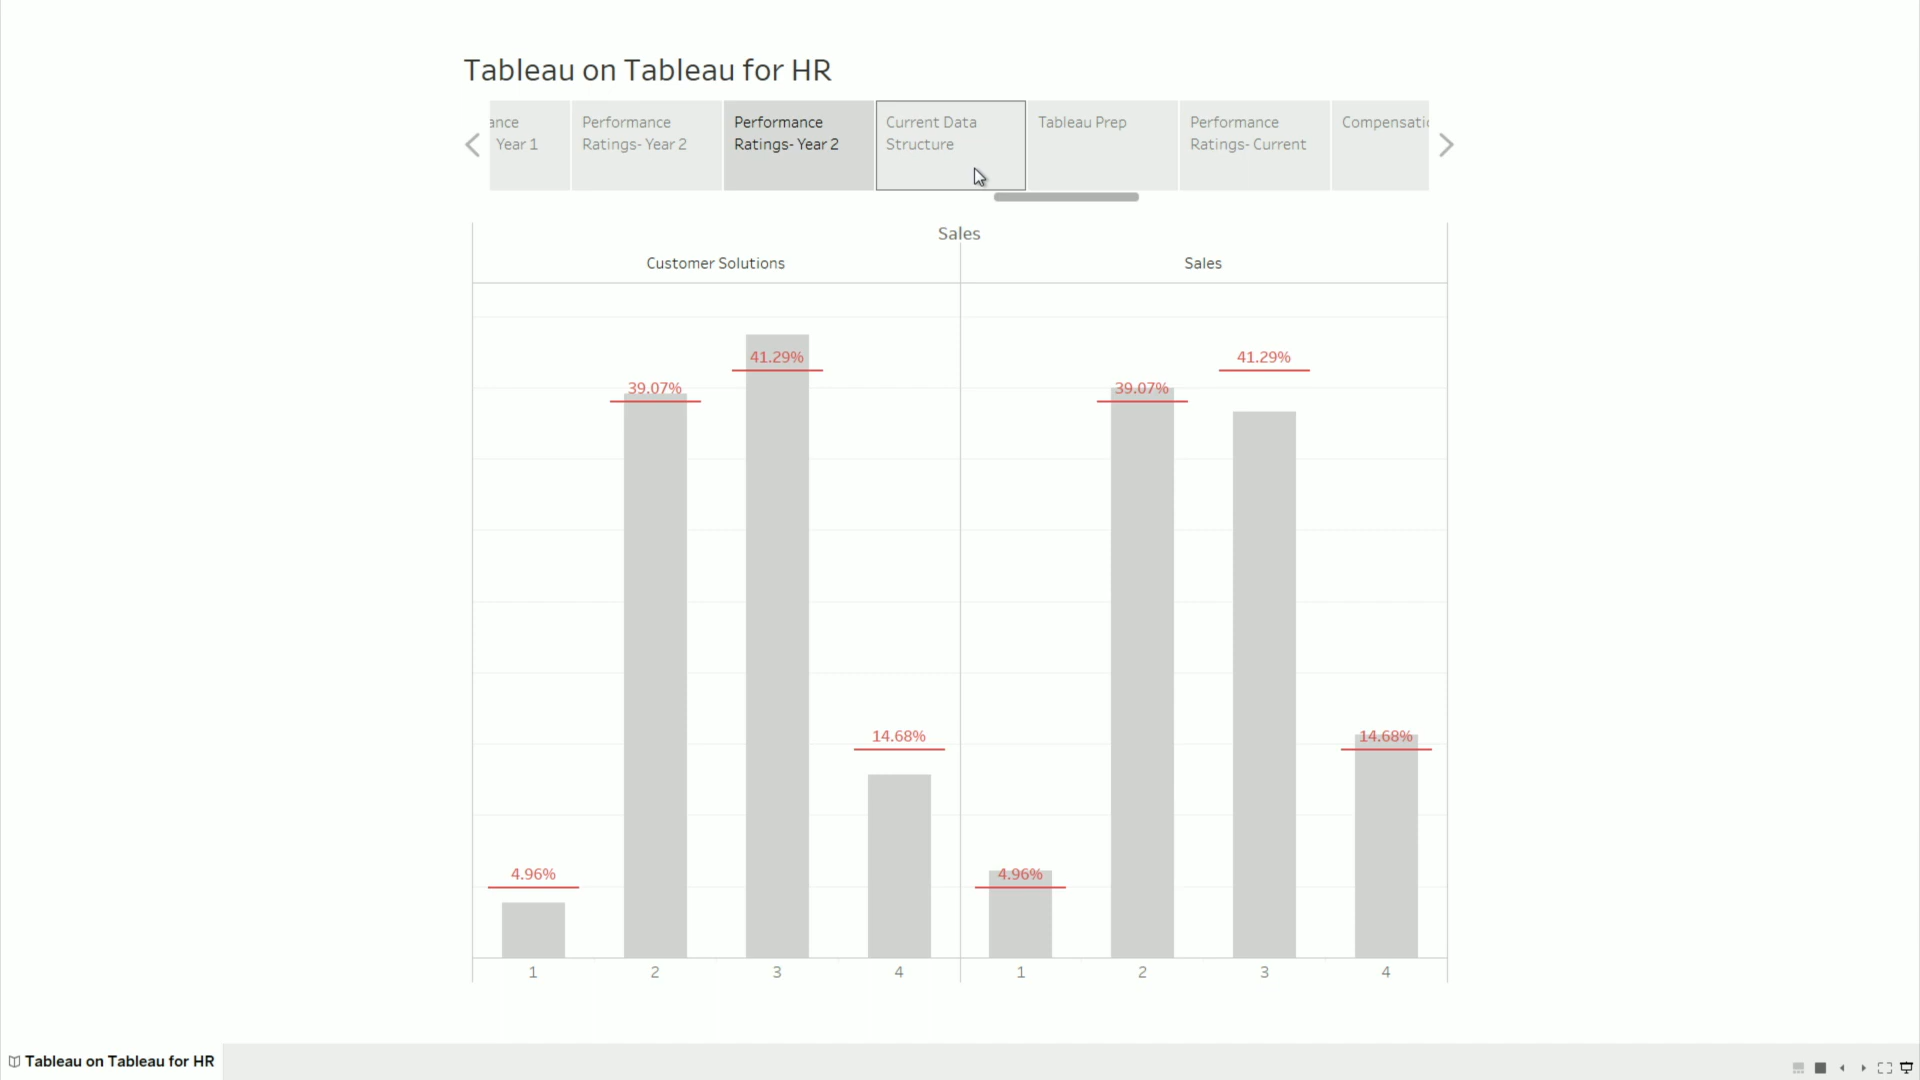 Tableau on Tableau for HR
ance
Year 1
Performance
Ratings- Year 2
Performance
Ratings- Year 2
Current Data
Structure
Tableau Prep
Performance
Ratings- Current
Compensatic
Sales
Customer Solutions
Sales
41.29%
39.07%
14.68%
4.96%
41.29%
39.07%
14.68%
4.96%
1 2 3 4 1 2 3 4
Tableau on Tableau for HR